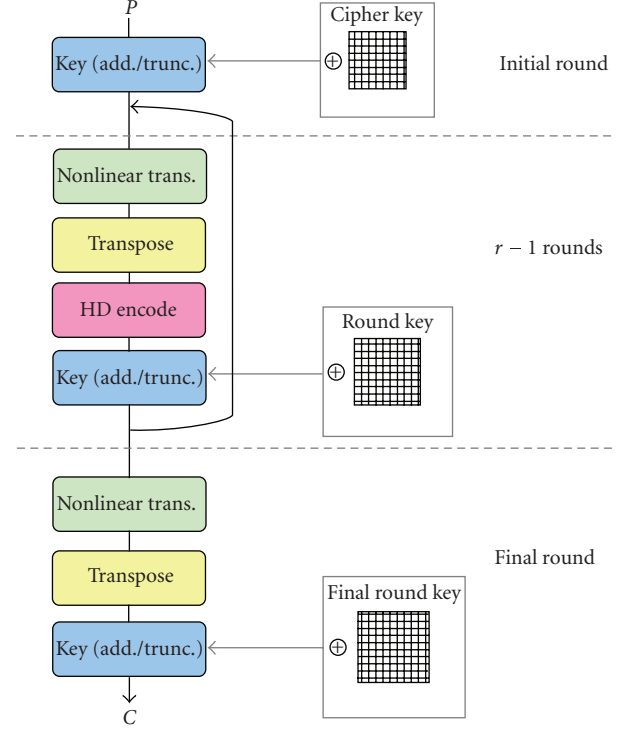 P
Cipher key
Key (add./trunc.)
⊕
Initial round
Nonlinear trans.
Transpose
r − 1 rounds
HD encode
Round key
Key (add./trunc.)
⊕
Nonlinear trans.
Final round
Transpose
Final round key
Key (add./trunc.)
⊕
C